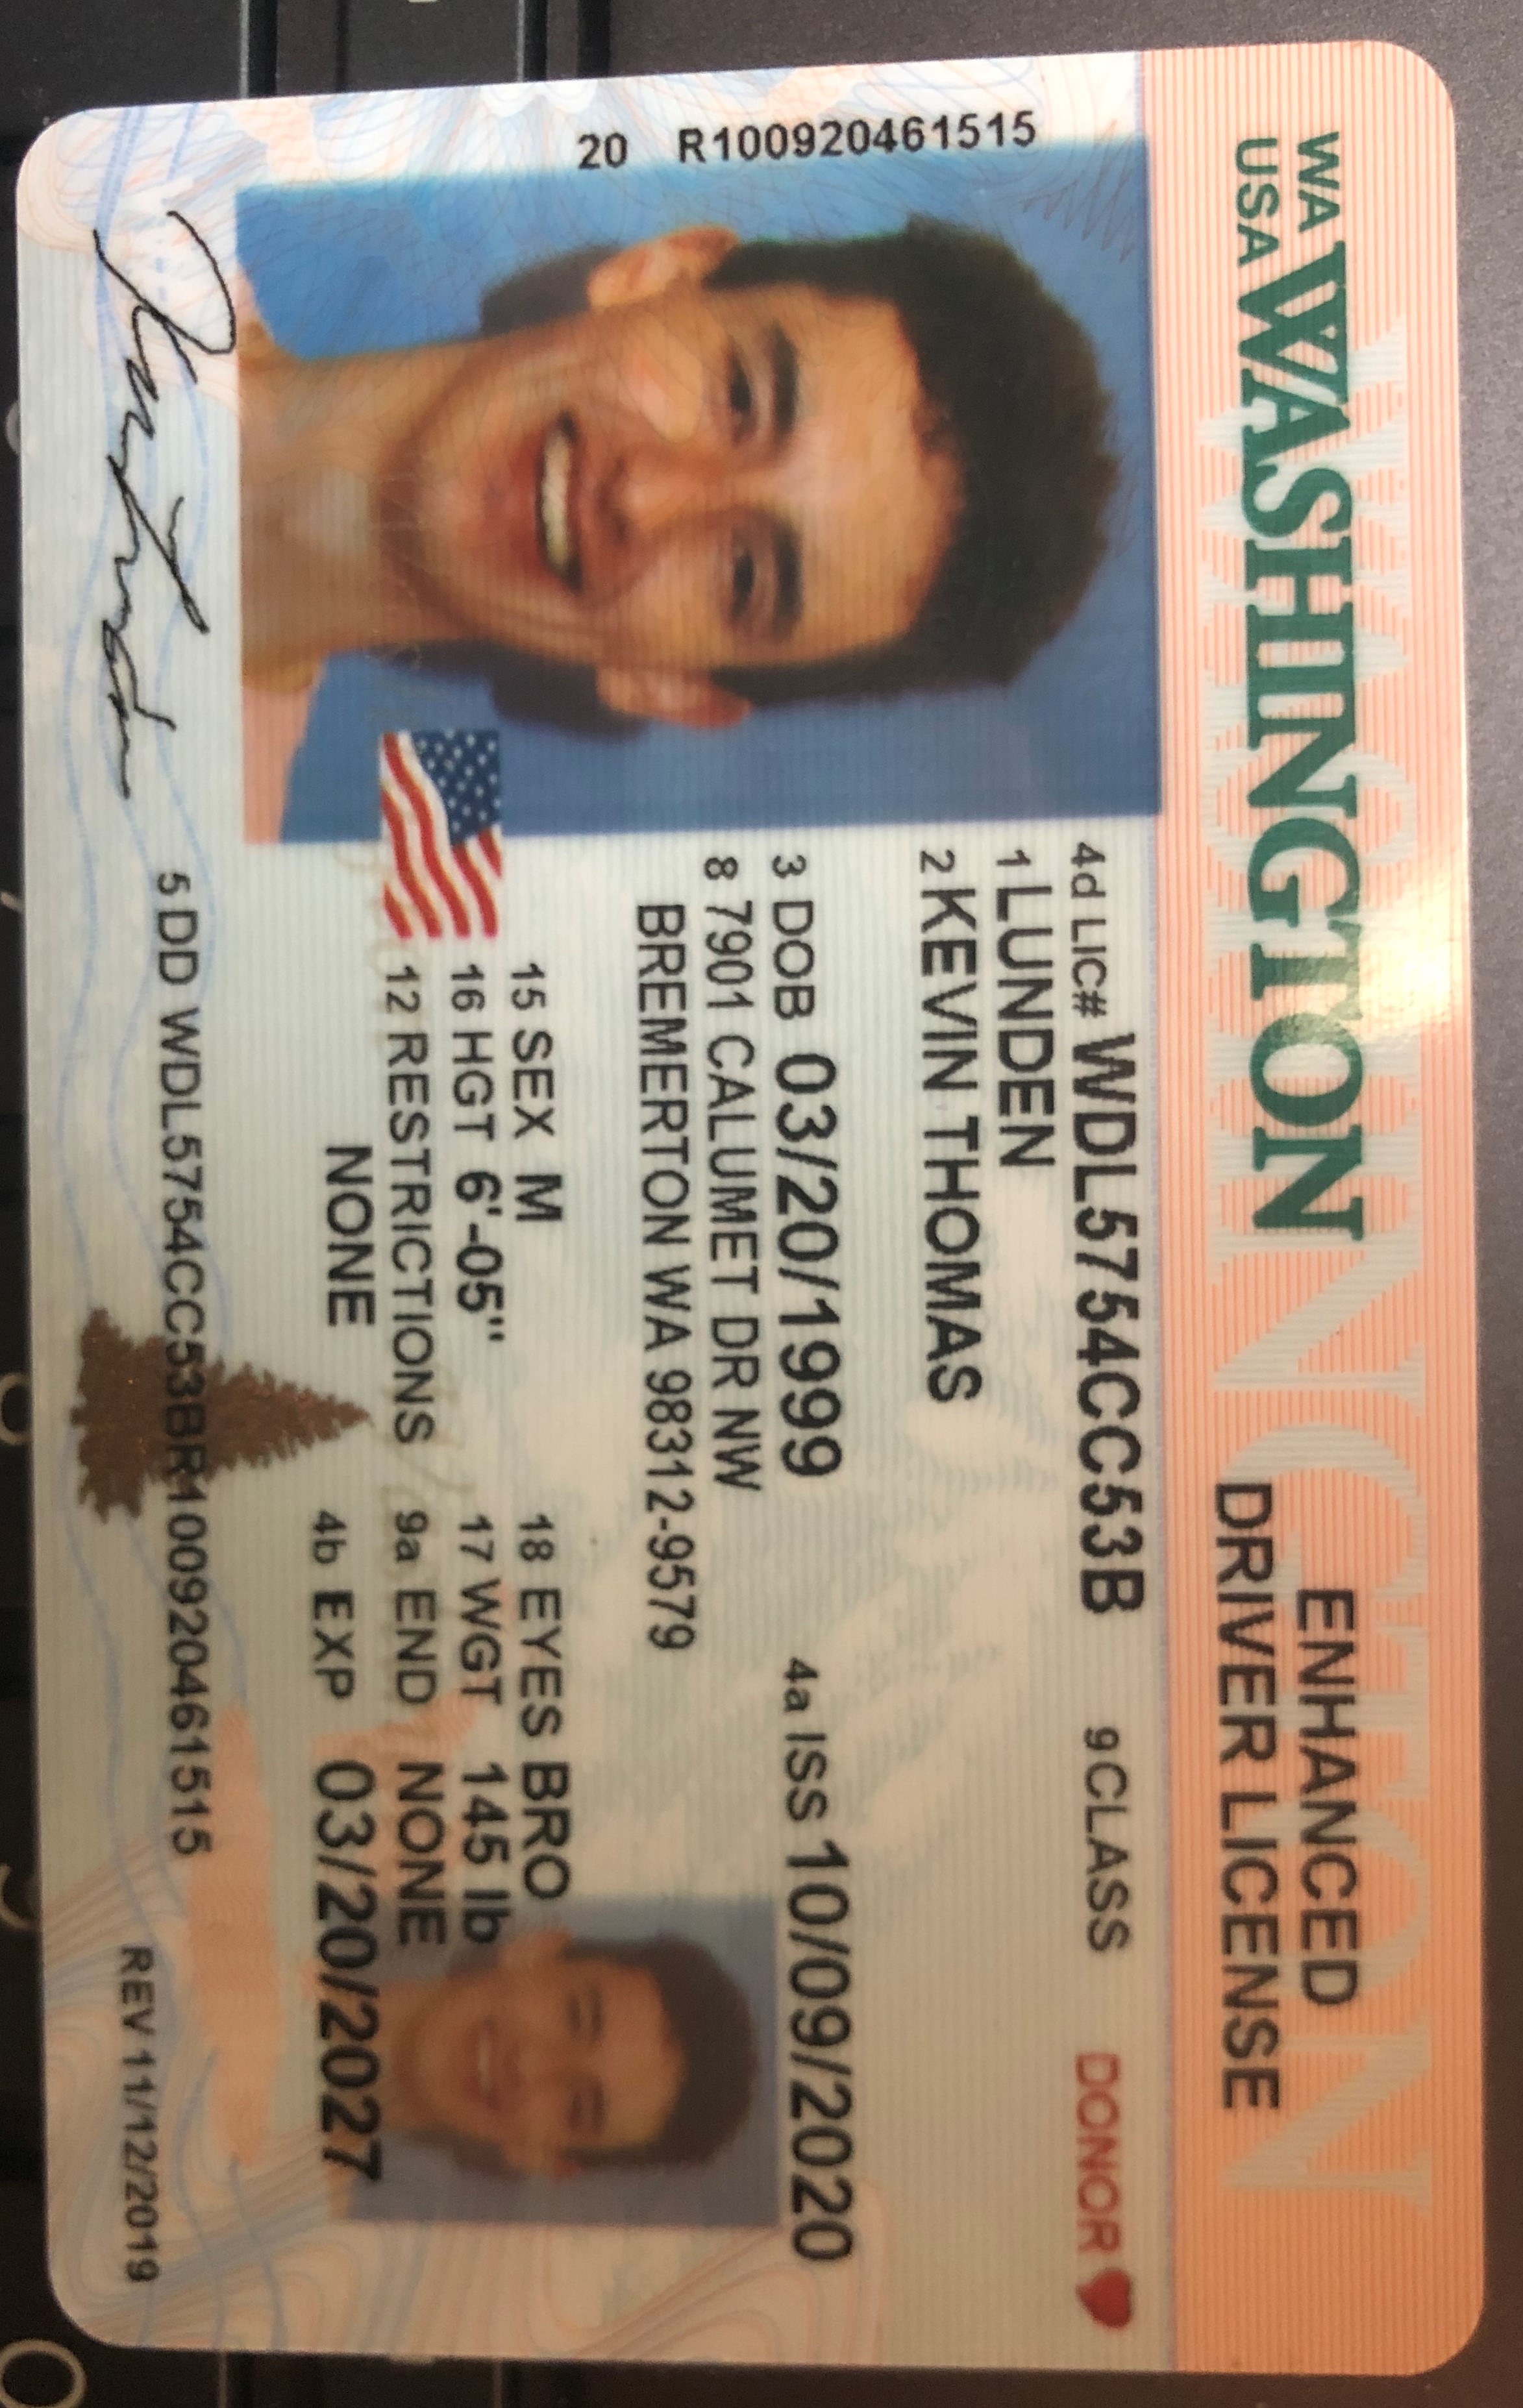 WA
USA
WASHINGTON
ENHANCED
DRIVER LICENSE
20 R100920461515
4d LIC# WDL5754CC53B 9 CLASS DONOR
1 LUNDEN
2 KEVIN THOMAS
3 DOB 03/20/1999 4a ISS 10/09/2020
8 7901 CALUMET DR NW
BREMERTON WA 98312-9579
15 SEX M 18 EYES BRO
16 HGT 6'-05" 17 WGT 145 lb
12 RESTRICTIONS 9a END NONE
NONE 4b EXP 03/20/2027
5 DD WDL5754CC53BR100920461515
REV 11/12/2019